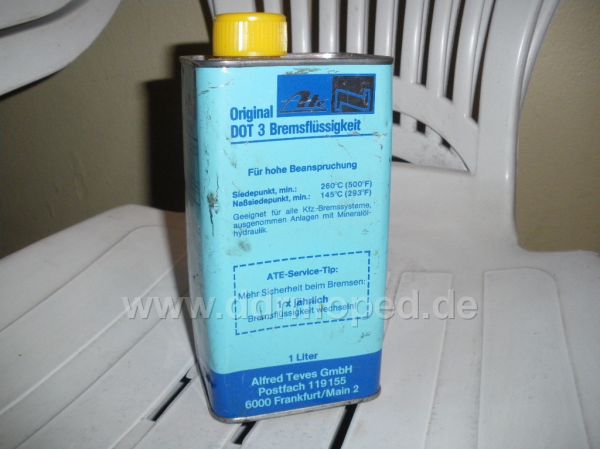 Original Ate
DOT 3 Bremsflüssigkeit
Für hohe Beanspruchung
Siedepunkt, min.: 260°C (500°F)
Naßsiedepunkt, min.: 145°C (293°F)
Geeignet für alle Kfz.-Bremssysteme,
ausgenommen Anlagen mit Mineralöl-
hydraulik.
ATE-Service-Tip:
Mehr Sicherheit beim Bremsen:
1 x jährlich
Bremsflüssigkeit wechseln!
www.ddrmoped.de
1 Liter
Alfred Teves GmbH
Postfach 119155
6000 Frankfurt/Main 2